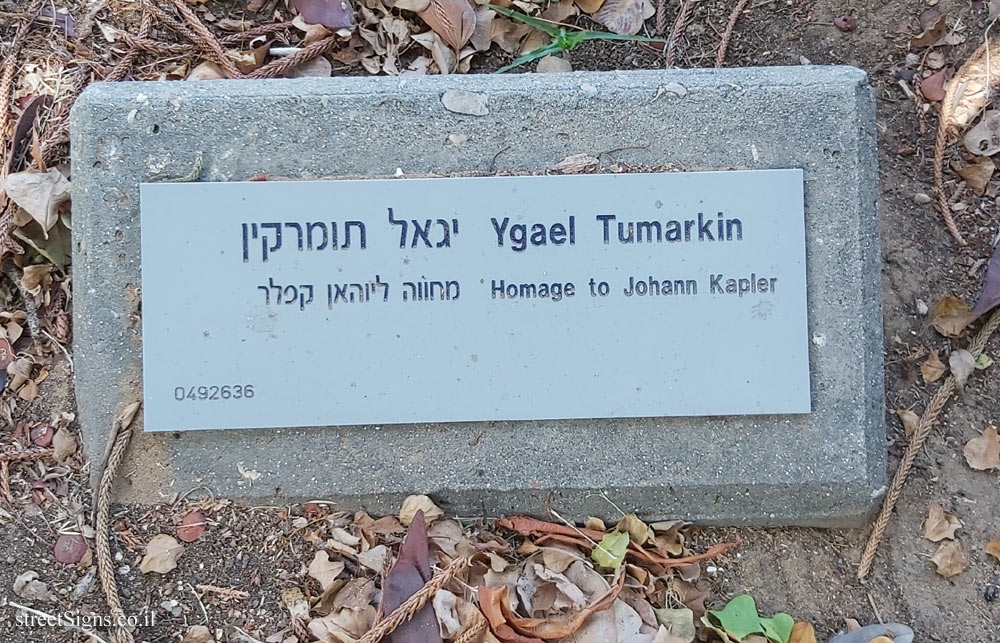 יגאל תומרקין Ygael Tumarkin
מחווה ליוהאן קפלר Homage to Johann Kapler
0492636
streetSigns.co.il